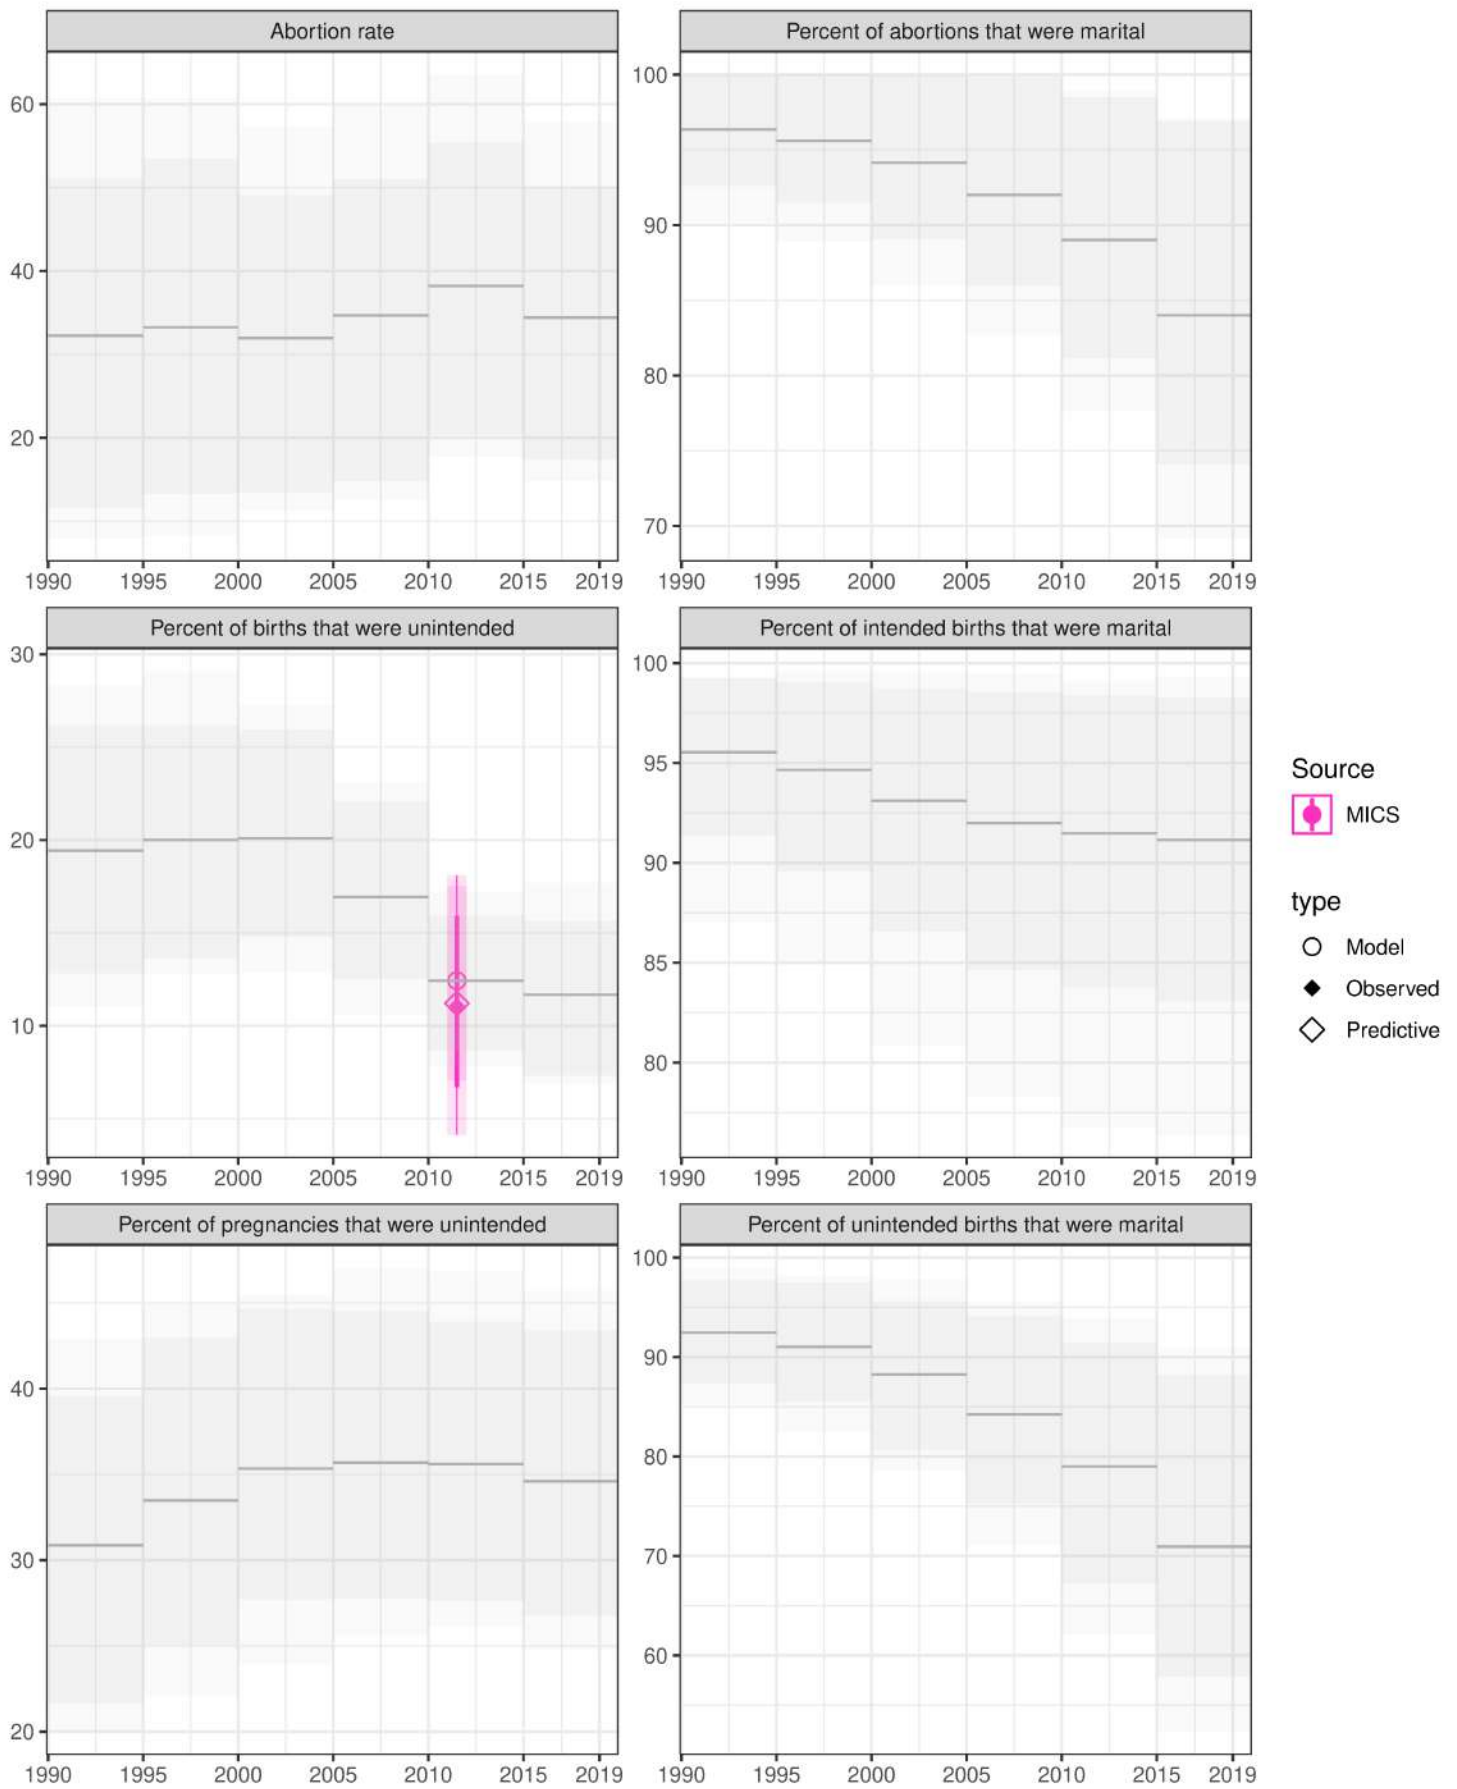 Abortion rate
60
40
20
1990 1995 2000 2005 2010 2015 2019
Percent of abortions that were marital
100
90
80
70
1990 1995 2000 2005 2010 2015 2019
Percent of births that were unintended
30
20
10
1990 1995 2000 2005 2010 2015 2019
Percent of intended births that were marital
100
95
90
85
80
1990 1995 2000 2005 2010 2015 2019
Percent of pregnancies that were unintended
40
30
20
1990 1995 2000 2005 2010 2015 2019
Percent of unintended births that were marital
100
90
80
70
60
1990 1995 2000 2005 2010 2015 2019
Source
MICS
type
Model
Observed
Predictive